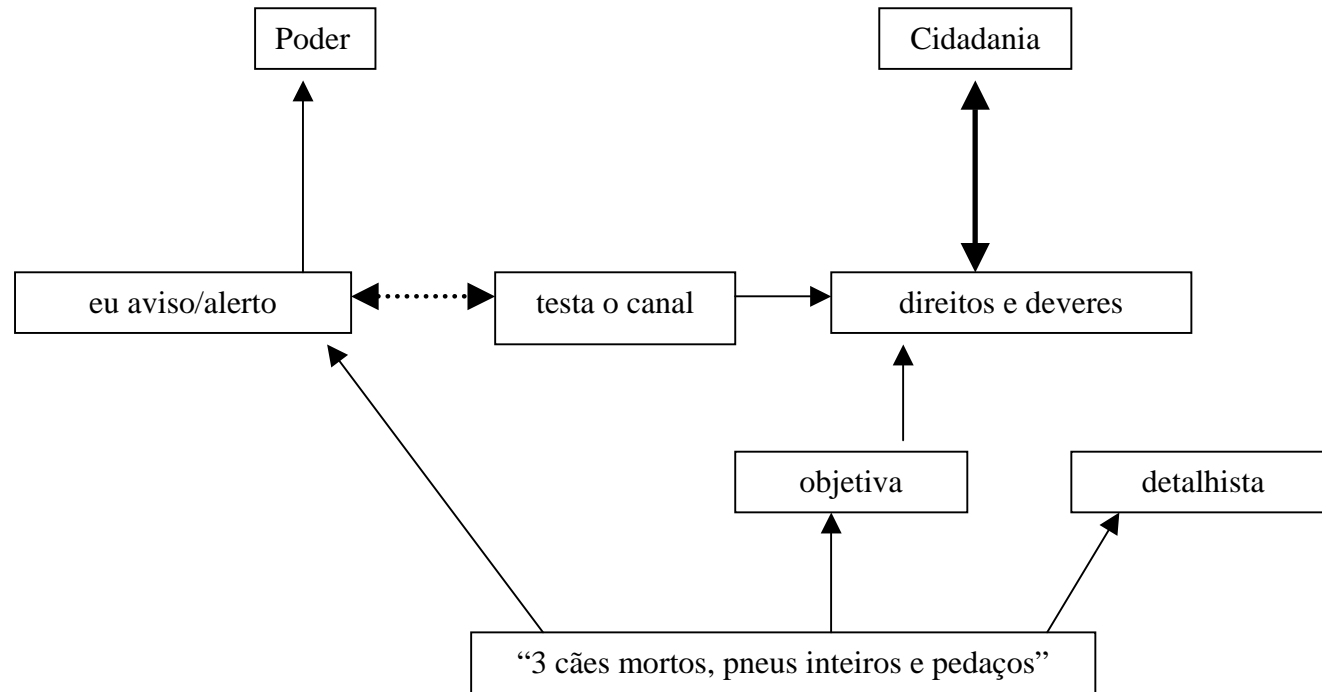 Poder
Cidadania
eu aviso/alerto
testa o canal
direitos e deveres
objetiva
detalhista
“3 cães mortos, pneus inteiros e pedaços”